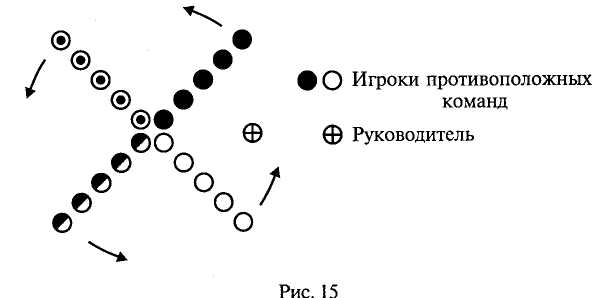 Игроки противоположных
команд
Руководитель
Рис. 15